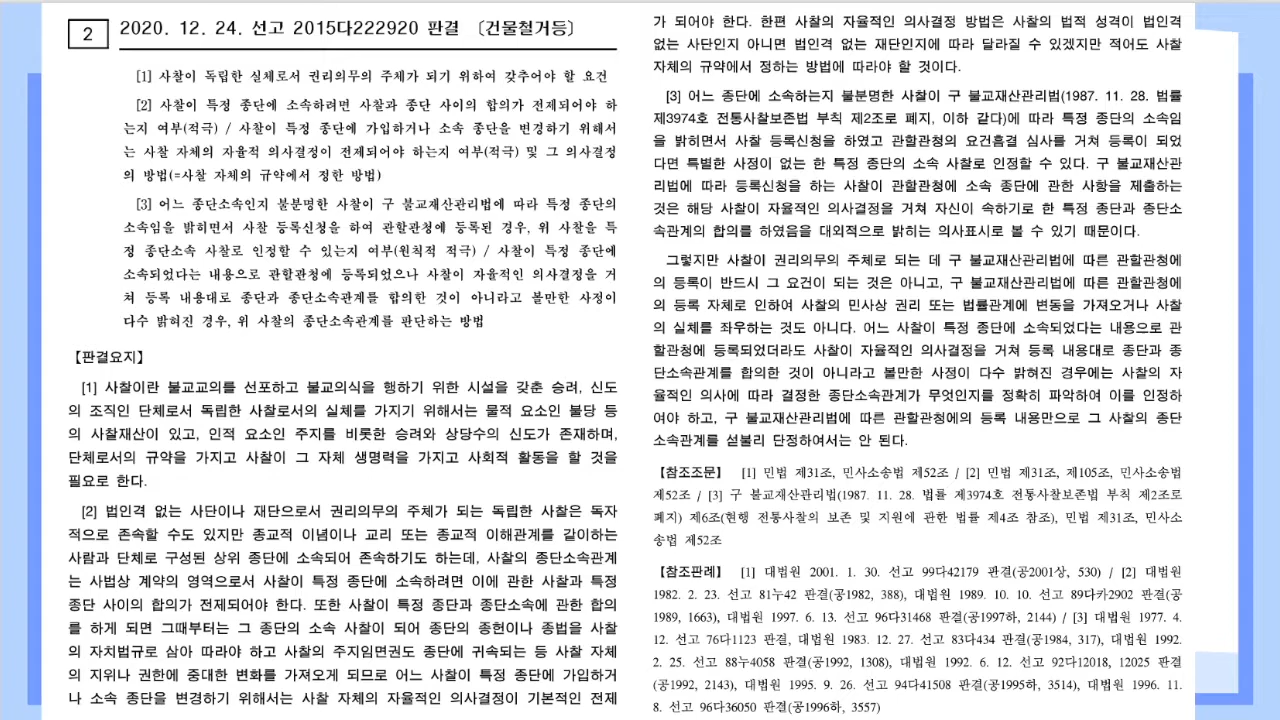 2
2020. 12. 24. 선고 2015다222920 판결 〔건물철거등〕
[1] 사찰이 독립한 실체로서 권리의무의 주체가 되기 위하여 갖추어야 할 요건
[2] 사찰이 특정 종단에 소속하려면 사찰과 종단 사이의 합의가 전제되어야 하
는지 여부(적극) / 사찰이 특정 종단에 가입하거나 소속 종단을 변경하기 위해서
는 사찰 자체의 자율적 의사결정이 전제되어야 하는지 여부(적극) 및 그 의사결정
의 방법(=사찰 자체의 규약에서 정한 방법)
[3] 어느 종단소속인지 불분명한 사찰이 구 불교재산관리법에 따라 특정 종단의
소속임을 밝히면서 사찰 등록신청을 하여 관할관청에 등록된 경우, 위 사찰을 특
정 종단소속 사찰로 인정할 수 있는지 여부(원칙적 적극) / 사찰이 특정 종단에
소속되었다는 내용으로 관할관청에 등록되었으나 사찰이 자율적인 의사결정을 거
쳐 등록 내용대로 종단과 종단소속관계를 합의한 것이 아니라고 볼만한 사정이
다수 밝혀진 경우, 위 사찰의 종단소속관계를 판단하는 방법
【판결요지】
[1] 사찰이란 불교교의를 선포하고 불교의식을 행하기 위한 시설을 갖춘 승려, 신도
의 조직인 단체로서 독립한 사찰로서의 실체를 가지기 위해서는 물적 요소인 불당 등
의 사찰재산이 있고, 인적 요소인 주지를 비롯한 승려와 상당수의 신도가 존재하며,
단체로서의 규약을 가지고 사찰이 그 자체 생명력을 가지고 사회적 활동을 할 것을
필요로 한다.
[2] 법인격 없는 사단이나 재단으로서 권리의무의 주체가 되는 독립한 사찰은 독자
적으로 존속할 수도 있지만 종교적 이념이나 교리 또는 종교적 이해관계를 같이하는
사람과 단체로 구성된 상위 종단에 소속되어 존속하기도 하는데, 사찰의 종단소속관계
는 사법상 계약의 영역으로서 사찰이 특정 종단에 소속하려면 이에 관한 사찰과 특정
종단 사이의 합의가 전제되어야 한다. 또한 사찰이 특정 종단과 종단소속에 관한 합의
를 하게 되면 그때부터는 그 종단의 소속 사찰이 되어 종단의 종헌이나 종법을 사찰
의 자치법규로 삼아 따라야 하고 사찰의 주지임면권도 종단에 귀속되는 등 사찰 자체
의 지위나 권한에 중대한 변화를 가져오게 되므로 어느 사찰이 특정 종단에 가입하거
나 소속 종단을 변경하기 위해서는 사찰 자체의 자율적인 의사결정이 기본적인 전제
가 되어야 한다. 한편 사찰의 자율적인 의사결정 방법은 사찰의 법적 성격이 법인격
없는 사단인지 아니면 법인격 없는 재단인지에 따라 달라질 수 있겠지만 적어도 사찰
자체의 규약에서 정하는 방법에 따라야 할 것이다.
[3] 어느 종단에 소속하는지 불분명한 사찰이 구 불교재산관리법(1987. 11. 28. 법률
제3974호 전통사찰보존법 부칙 제2조로 폐지, 이하 같다)에 따라 특정 종단의 소속임
을 밝히면서 사찰 등록신청을 하였고 관할관청의 요건흠결 심사를 거쳐 등록이 되었
다면 특별한 사정이 없는 한 특정 종단의 소속 사찰로 인정할 수 있다. 구 불교재산관
리법에 따라 등록신청을 하는 사찰이 관할관청에 소속 종단에 관한 사항을 제출하는
것은 해당 사찰이 자율적인 의사결정을 거쳐 자신이 속하기로 한 특정 종단과 종단소
속관계의 합의를 하였음을 대외적으로 밝히는 의사표시로 볼 수 있기 때문이다.
그렇지만 사찰이 권리의무의 주체로 되는 데 구 불교재산관리법에 따른 관할관청에
의 등록이 반드시 그 요건이 되는 것은 아니고, 구 불교재산관리법에 따른 관할관청에
의 등록 자체로 인하여 사찰의 민사상 권리 또는 법률관계에 변동을 가져오거나 사찰
의 실체를 좌우하는 것도 아니다. 어느 사찰이 특정 종단에 소속되었다는 내용으로 관
할관청에 등록되었더라도 사찰이 자율적인 의사결정을 거쳐 등록 내용대로 종단과 종
단소속관계를 합의한 것이 아니라고 볼만한 사정이 다수 밝혀진 경우에는 사찰의 자
율적인 의사에 따라 결정한 종단소속관계가 무엇인지를 정확히 파악하여 이를 인정하
여야 하고, 구 불교재산관리법에 따른 관할관청에의 등록 내용만으로 그 사찰의 종단
소속관계를 섣불리 단정하여서는 안 된다.
【참조조문】 [1] 민법 제31조, 민사소송법 제52조 / [2] 민법 제31조, 제105조, 민사소송법
제52조 / [3] 구 불교재산관리법(1987. 11. 28. 법률 제3974호 전통사찰보존법 부칙 제2조로
폐지) 제6조(현행 전통사찰의 보존 및 지원에 관한 법률 제4조 참조), 민법 제31조, 민사소
송법 제52조
【참조판례】 [1] 대법원 2001. 1. 30. 선고 99다42179 판결(공2001상, 530) / [2] 대법원
1982. 2. 23. 선고 81누42 판결(공1982, 388), 대법원 1989. 10. 10. 선고 89다카2902 판결(공
1989, 1663), 대법원 1997. 6. 13. 선고 96다31468 판결(공1997하, 2144) / [3] 대법원 1977. 4.
12. 선고 76다1123 판결, 대법원 1983. 12. 27. 선고 83다434 판결(공1984, 317), 대법원 1992.
2. 25. 선고 88누4058 판결(공1992, 1308), 대법원 1992. 6. 12. 선고 92다12018, 12025 판결
(공1992, 2143), 대법원 1995. 9. 26. 선고 94다41508 판결(공1995하, 3514), 대법원 1996. 11.
8. 선고 96다36050 판결(공1996하, 3557)